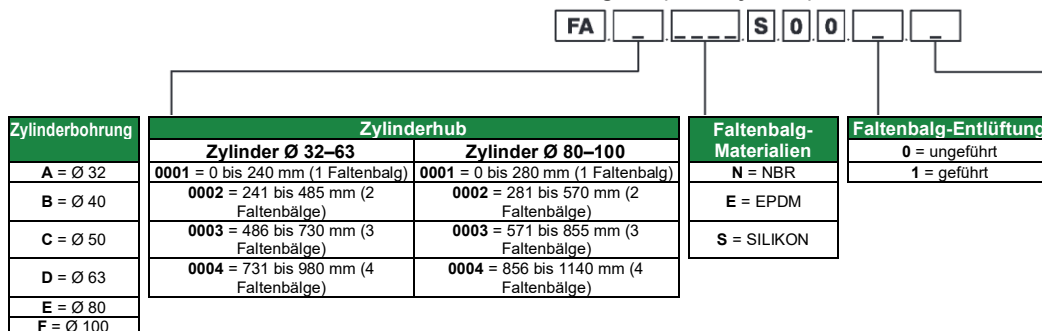 FA . _ . _ _ _ _ . S . 0 . 0 . _ . _
Zylinderbohrung
A = Ø 32
B = Ø 40
C = Ø 50
D = Ø 63
E = Ø 80
F = Ø 100
Zylinderhub
Zylinder Ø 32–63
0001 = 0 bis 240 mm (1 Faltenbalg)
0002 = 241 bis 485 mm (2
Faltenbälge)
0003 = 486 bis 730 mm (3
Faltenbälge)
0004 = 731 bis 980 mm (4
Faltenbälge)
Zylinder Ø 80–100
0001 = 0 bis 280 mm (1 Faltenbalg)
0002 = 281 bis 570 mm (2
Faltenbälge)
0003 = 571 bis 855 mm (3
Faltenbälge)
0004 = 856 bis 1140 mm (4
Faltenbälge)
Faltenbalg-
Materialien
N = NBR
E = EPDM
S = SILIKON
Faltenbalg-Entlüftung
0 = ungeführt
1 = geführt